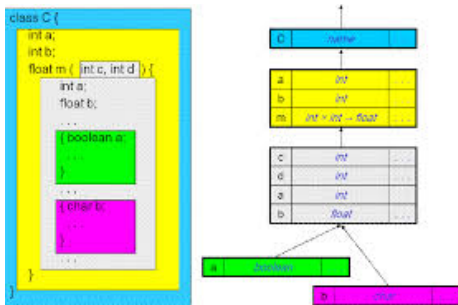 class C {
int a;
int b;
float m ( int c, int d ) {
int a;
float b;
. . .
{ boolean a;
. . .
}
. . .
{ char b;
. . .
}
. . .
}
}
C name
a int . . .
b int
m int × int → float . . .
c int . . .
d int
a int
b float . . .
a boolean
b char